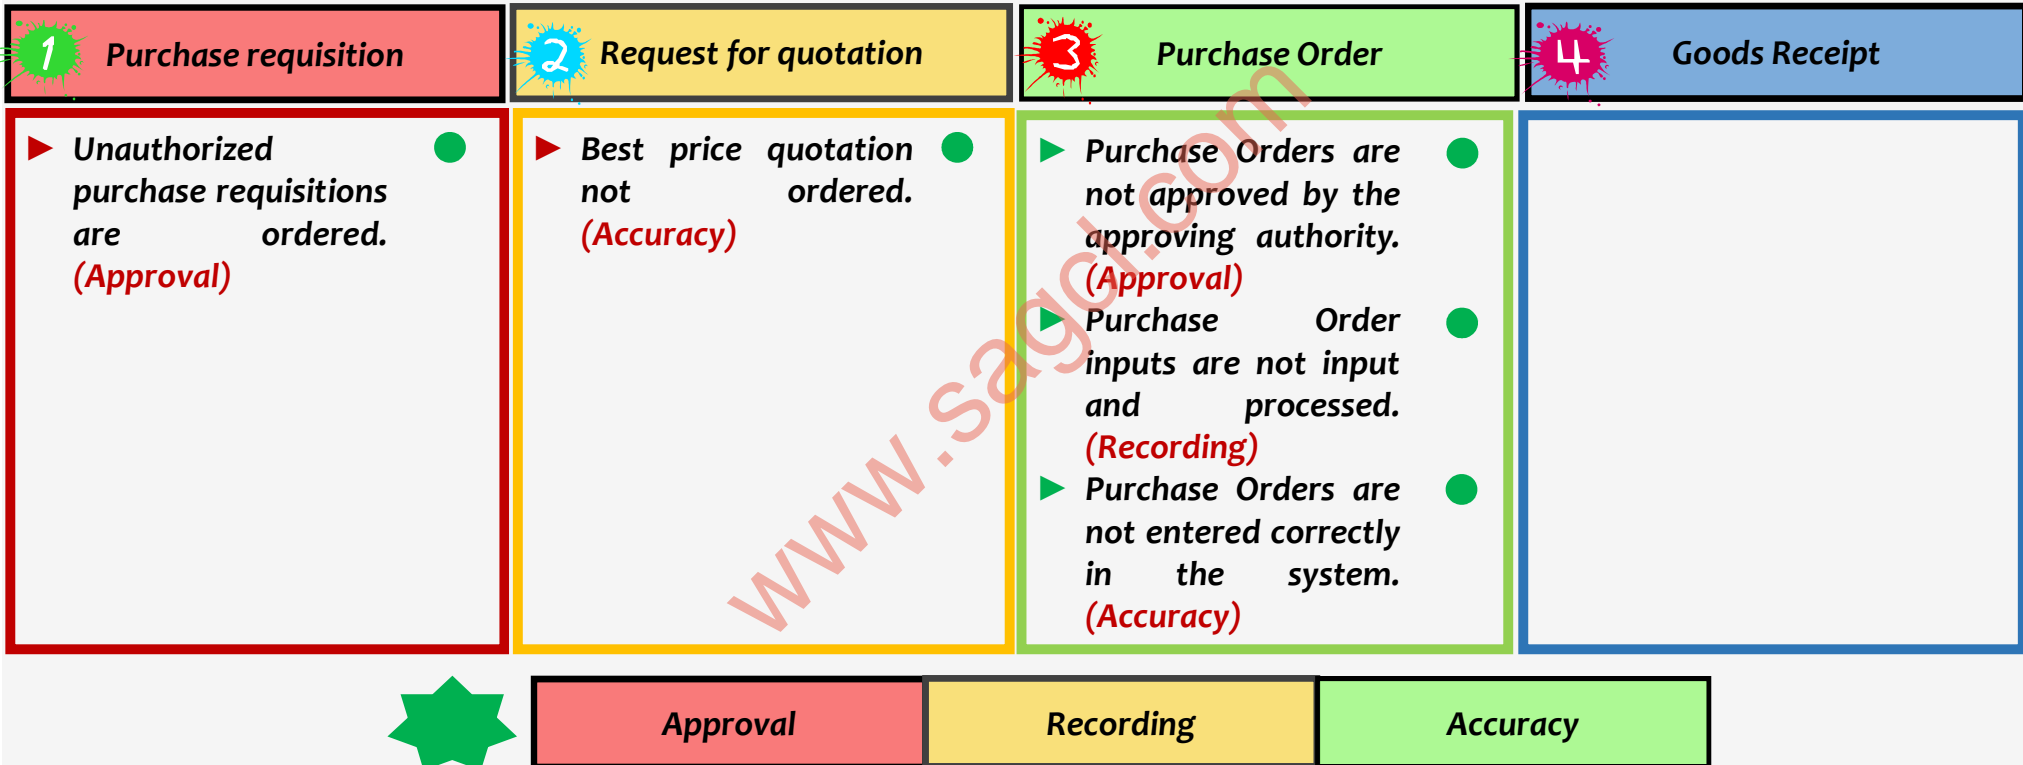 1 Purchase requisition
2 Request for quotation
3 Purchase Order
4 Goods Receipt
Unauthorized
purchase requisitions
are ordered.
(Approval)
Best price quotation
not ordered.
(Accuracy)
Purchase Orders are
not approved by the
approving authority.
(Approval)
Purchase Order
inputs are not input
and processed.
(Recording)
Purchase Orders are
not entered correctly
in the system.
(Accuracy)
www.sagcl.com
Approval
Recording
Accuracy